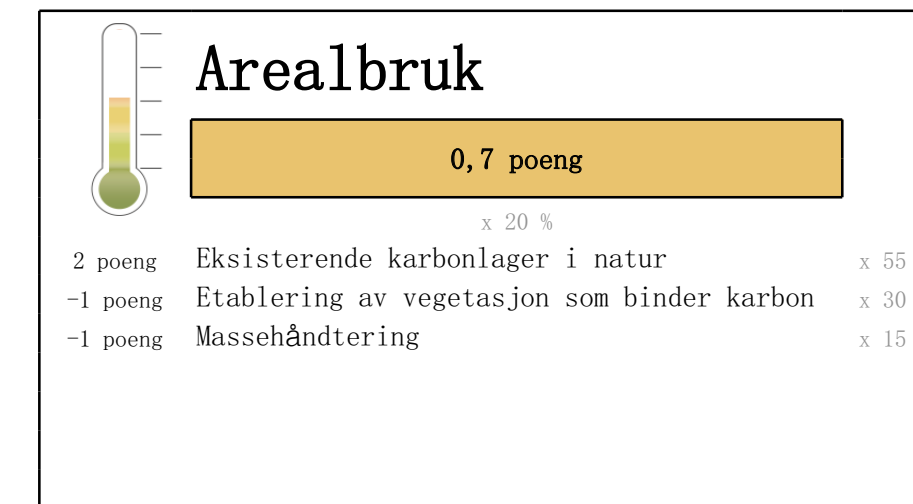 Arealbruk
0,7 poeng
x 20 %
2 poeng Eksisterende karbonlager i natur x 55
-1 poeng Etablering av vegetasjon som binder karbon x 30
-1 poeng Massehåndtering x 15